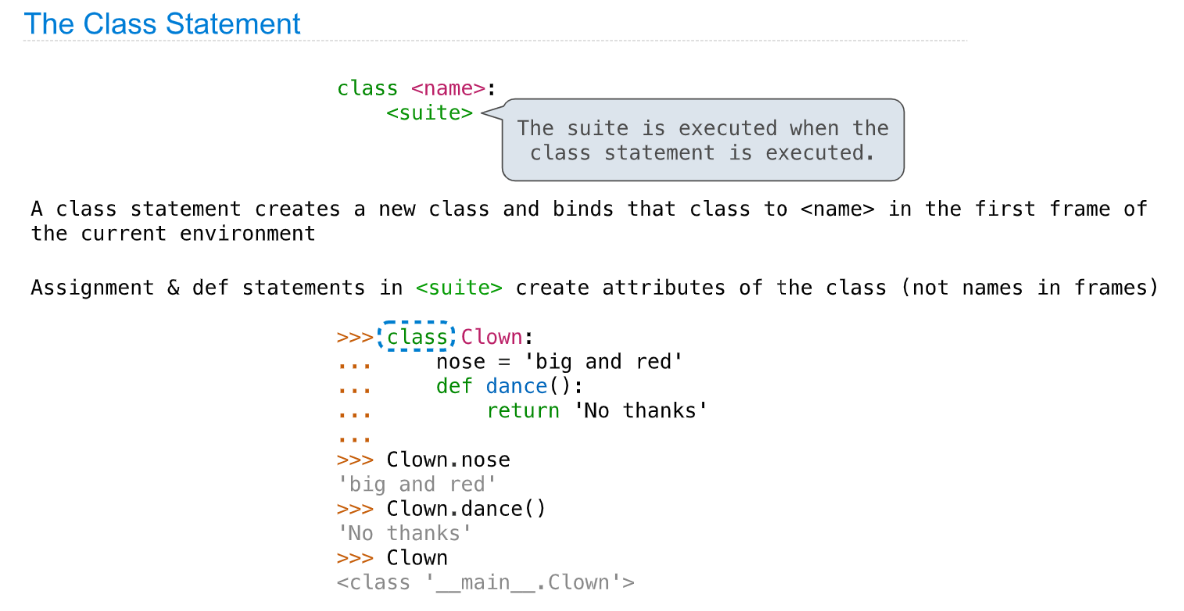 The Class Statement
class <name>:
    <suite>
The suite is executed when the
class statement is executed.
A class statement creates a new class and binds that class to <name> in the first frame of
the current environment
Assignment & def statements in <suite> create attributes of the class (not names in frames)
>>> class Clown:
...     nose = 'big and red'
...     def dance():
...         return 'No thanks'
...
>>> Clown.nose
'big and red'
>>> Clown.dance()
'No thanks'
>>> Clown
<class '__main__.Clown'>